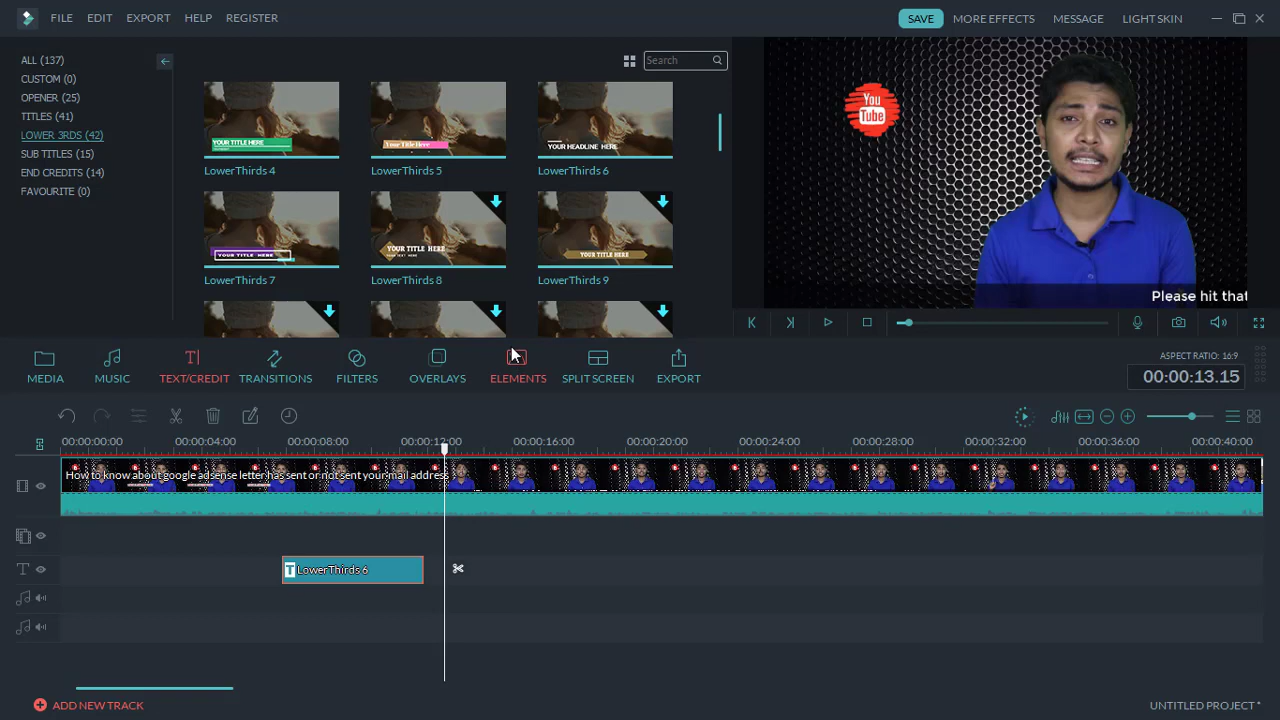 FILE EDIT EXPORT HELP REGISTER SAVE MORE EFFECTS MESSAGE LIGHT SKIN
ALL (137)
CUSTOM (0)
OPENER (25)
TITLES (41)
LOWER 3RDS (42)
SUB TITLES (15)
END CREDITS (14)
FAVOURITE (0)
Search
YOUR TITLE HERE
Your Title Here
YOUR HEADLINE HERE
LowerThirds 4 LowerThirds 5 LowerThirds 6
YOUR TITLE HERE
YOUR TITLE HERE
YOUR TITLE HERE
LowerThirds 7 LowerThirds 8 LowerThirds 9
You
Tube
Please hit that
MEDIA MUSIC TEXT/CREDIT TRANSITIONS FILTERS OVERLAYS ELEMENTS SPLIT SCREEN EXPORT
ASPECT RATIO: 16:9
00:00:13.15
00:00:00:00 00:00:04:00 00:00:08:00 00:00:12:00 00:00:16:00 00:00:20:00 00:00:24:00 00:00:28:00 00:00:32:00 00:00:36:00 00:00:40:00
How to know about google adsense letter has sent or not sent your mail address
T LowerThirds 6
ADD NEW TRACK
UNTITLED PROJECT *